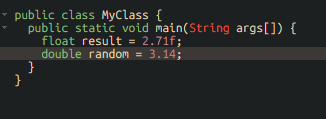 public class MyClass {
public static void main(String args[]) {
float result = 2.71f;
double random = 3.14;
}
}